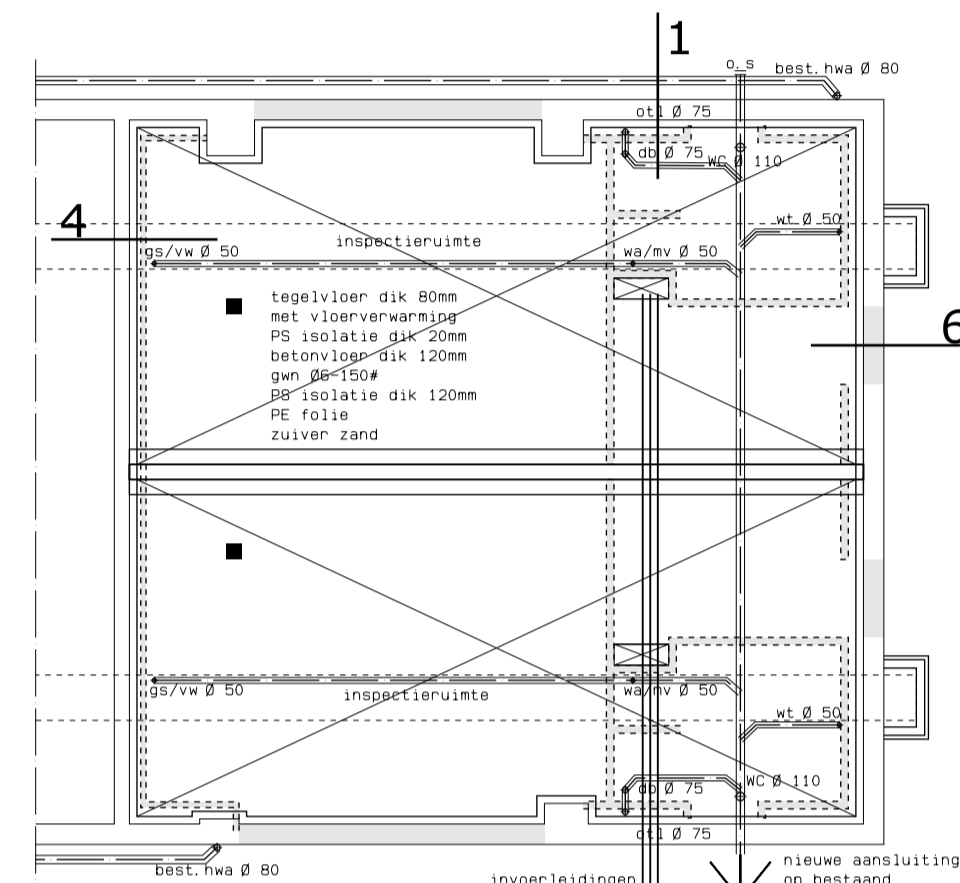 1
o.s
best.hwa Ø 80
otl Ø 75
db Ø 75
WC Ø 110
4
wt Ø 50
inspectieruimte
gs/vw Ø 50
wa/mv Ø 50
tegelvloer dik 80mm
met vloerverwarming
PS isolatie dik 20mm
betonvloer dik 120mm
gwn Ø6-150#
PS isolatie dik 120mm
PE folie
zuiver zand
6
gs/vw Ø 50
inspectieruimte
wa/mv Ø 50
wt Ø 50
db Ø 75
WC Ø 110
otl Ø 75
best.hwa Ø 80
invoerleidingen
nieuwe aansluiting
op bestaand